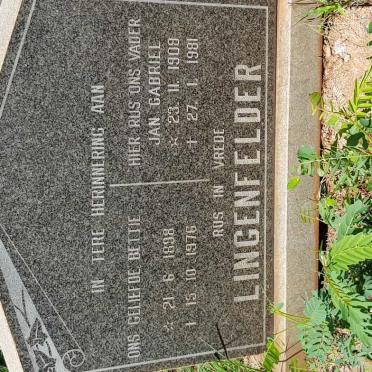 IN TERE HERINNERING AAN
ONS GELIEFDE BETTIE
☆ 21. 6. 1898
† 15. 10. 1976
HIER RUS ONS VADER
JAN GABRIEL
☆ 23. 11. 1908
† 27. 1. 1981
RUS IN VREDE
LINGENFELDER